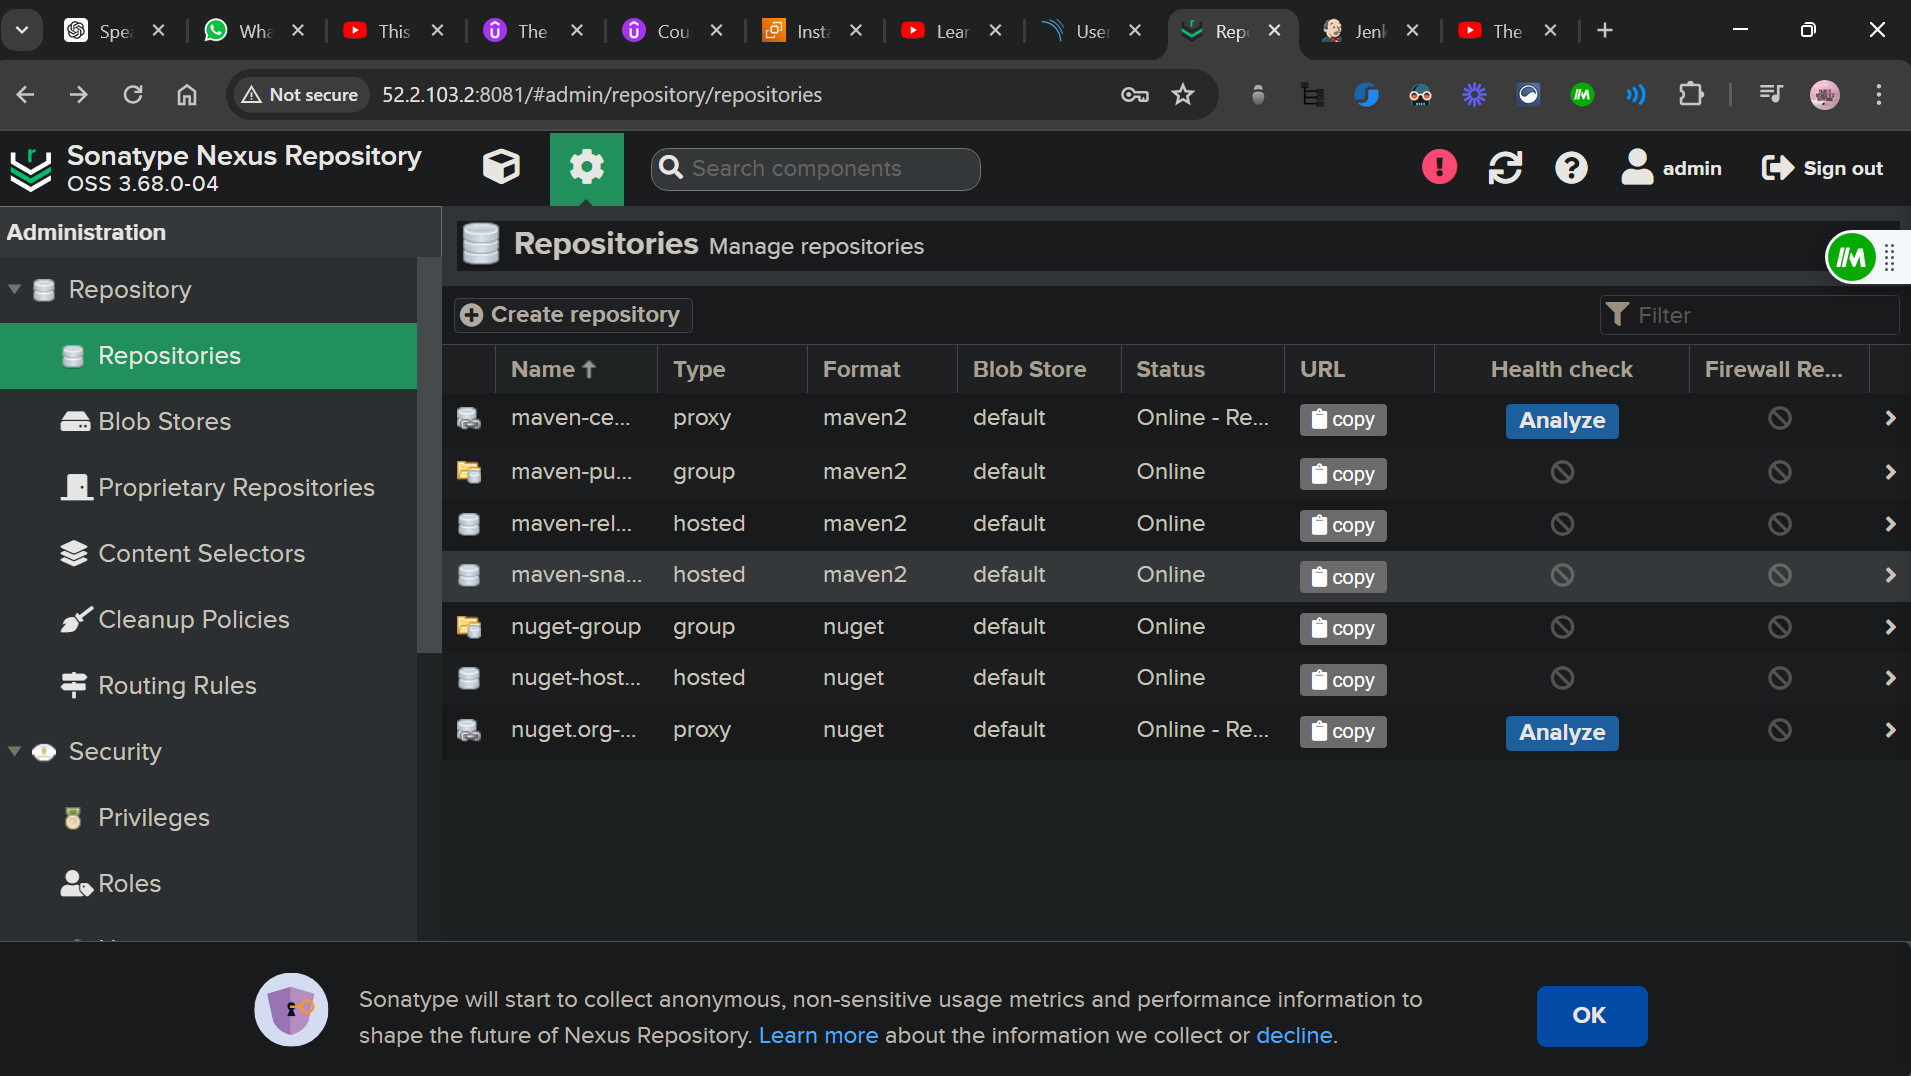 Spea
Wha
This
The
Cou
Insta
Lear
User
Repo
Jenk
The
Not secure
52.2.103.2:8081/#admin/repository/repositories
Sonatype Nexus Repository
OSS 3.68.0-04
Search components
admin
Sign out
Administration
Repositories Manage repositories
Repository
Repositories
Blob Stores
Proprietary Repositories
Content Selectors
Cleanup Policies
Routing Rules
Security
Privileges
Roles
Create repository
Filter
Name Type Format Blob Store Status URL Health check Firewall Re...
maven-ce... proxy maven2 default Online - Re... copy Analyze
maven-pu... group maven2 default Online copy
maven-rel... hosted maven2 default Online copy
maven-sna... hosted maven2 default Online copy
nuget-group group nuget default Online copy
nuget-host... hosted nuget default Online copy
nuget.org-... proxy nuget default Online - Re... copy Analyze
Sonatype will start to collect anonymous, non-sensitive usage metrics and performance information to
shape the future of Nexus Repository. Learn more about the information we collect or decline.
OK